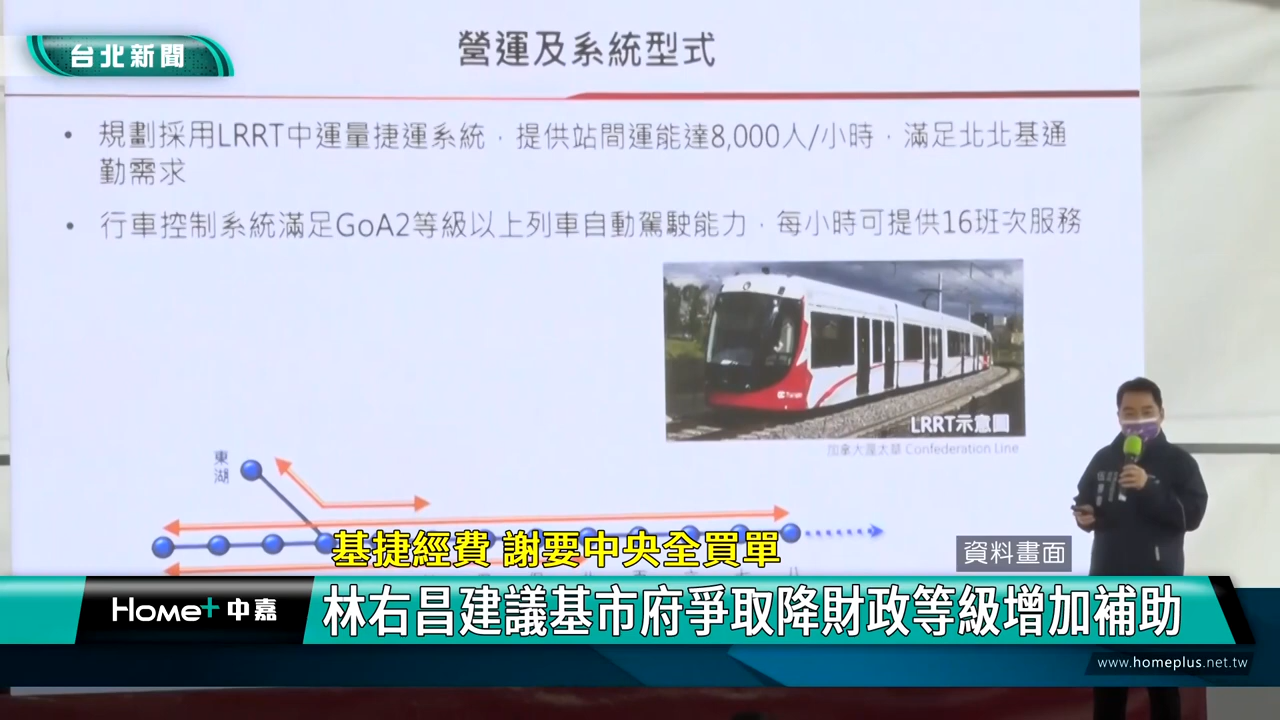 台北新聞
營運及系統型式
• 規劃採用LRRT中運量捷運系統，提供站間運能達8,000人/小時，滿足北北基通
勤需求
• 行車控制系統滿足GoA2等級以上列車自動駕駛能力，每小時可提供16班次服務
LRRT示意圖
加拿大渥太華 Confederation Line
東湖
基捷經費 謝要中央全買單
資料畫面
Home+ 中嘉
林右昌建議基市府爭取降財政等級增加補助
www.homeplus.net.tw